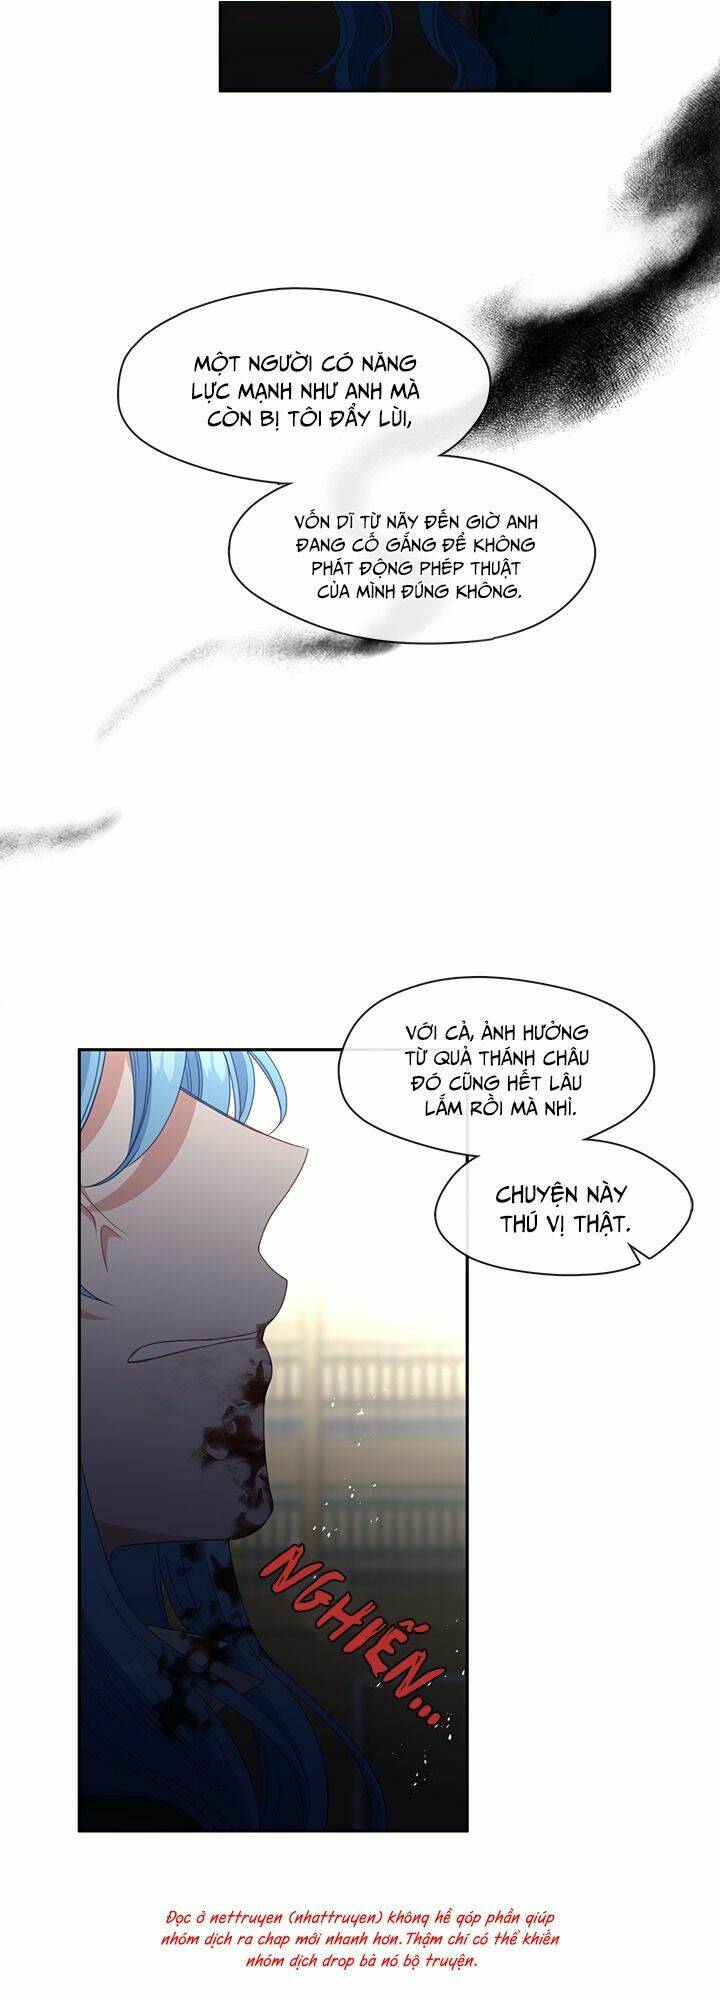 MỘT NGƯỜI CÓ NĂNG
LỰC MẠNH NHƯ ANH MÀ
CÒN BỊ TÔI ĐẨY LÙI,
VỐN DĨ TỪ NÃY ĐẾN GIỜ ANH
ĐANG CỐ GẮNG ĐỂ KHÔNG
PHÁT ĐỘNG PHÉP THUẬT
CỦA MÌNH ĐÚNG KHÔNG.
VỚI CẢ, ẢNH HƯỞNG
TỪ QUẢ THÁNH CHÂU
ĐÓ CŨNG HẾT LÂU
LẮM RỒI MÀ NHỈ.
CHUYỆN NÀY
THÚ VỊ THẬT.
NGHIẾN...
Đọc ở nettruyen (nhattruyen) không hề góp phần giúp
nhóm dịch ra chap mới nhanh hơn. Thậm chí có thể khiến
nhóm dịch drop bà nó bộ truyện.